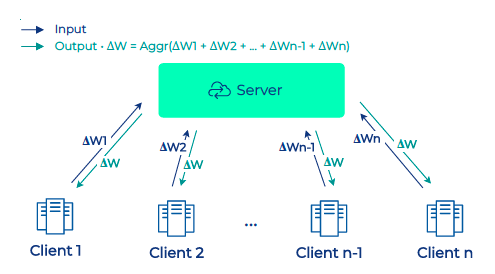 Input
Output • ΔW = Aggr(ΔW1 + ΔW2 + ... + ΔWn-1 + ΔWn)
Server
ΔW1
ΔW
ΔW2
ΔW
ΔWn-1
ΔW
ΔWn
ΔW
...
Client 1
Client 2
Client n-1
Client n